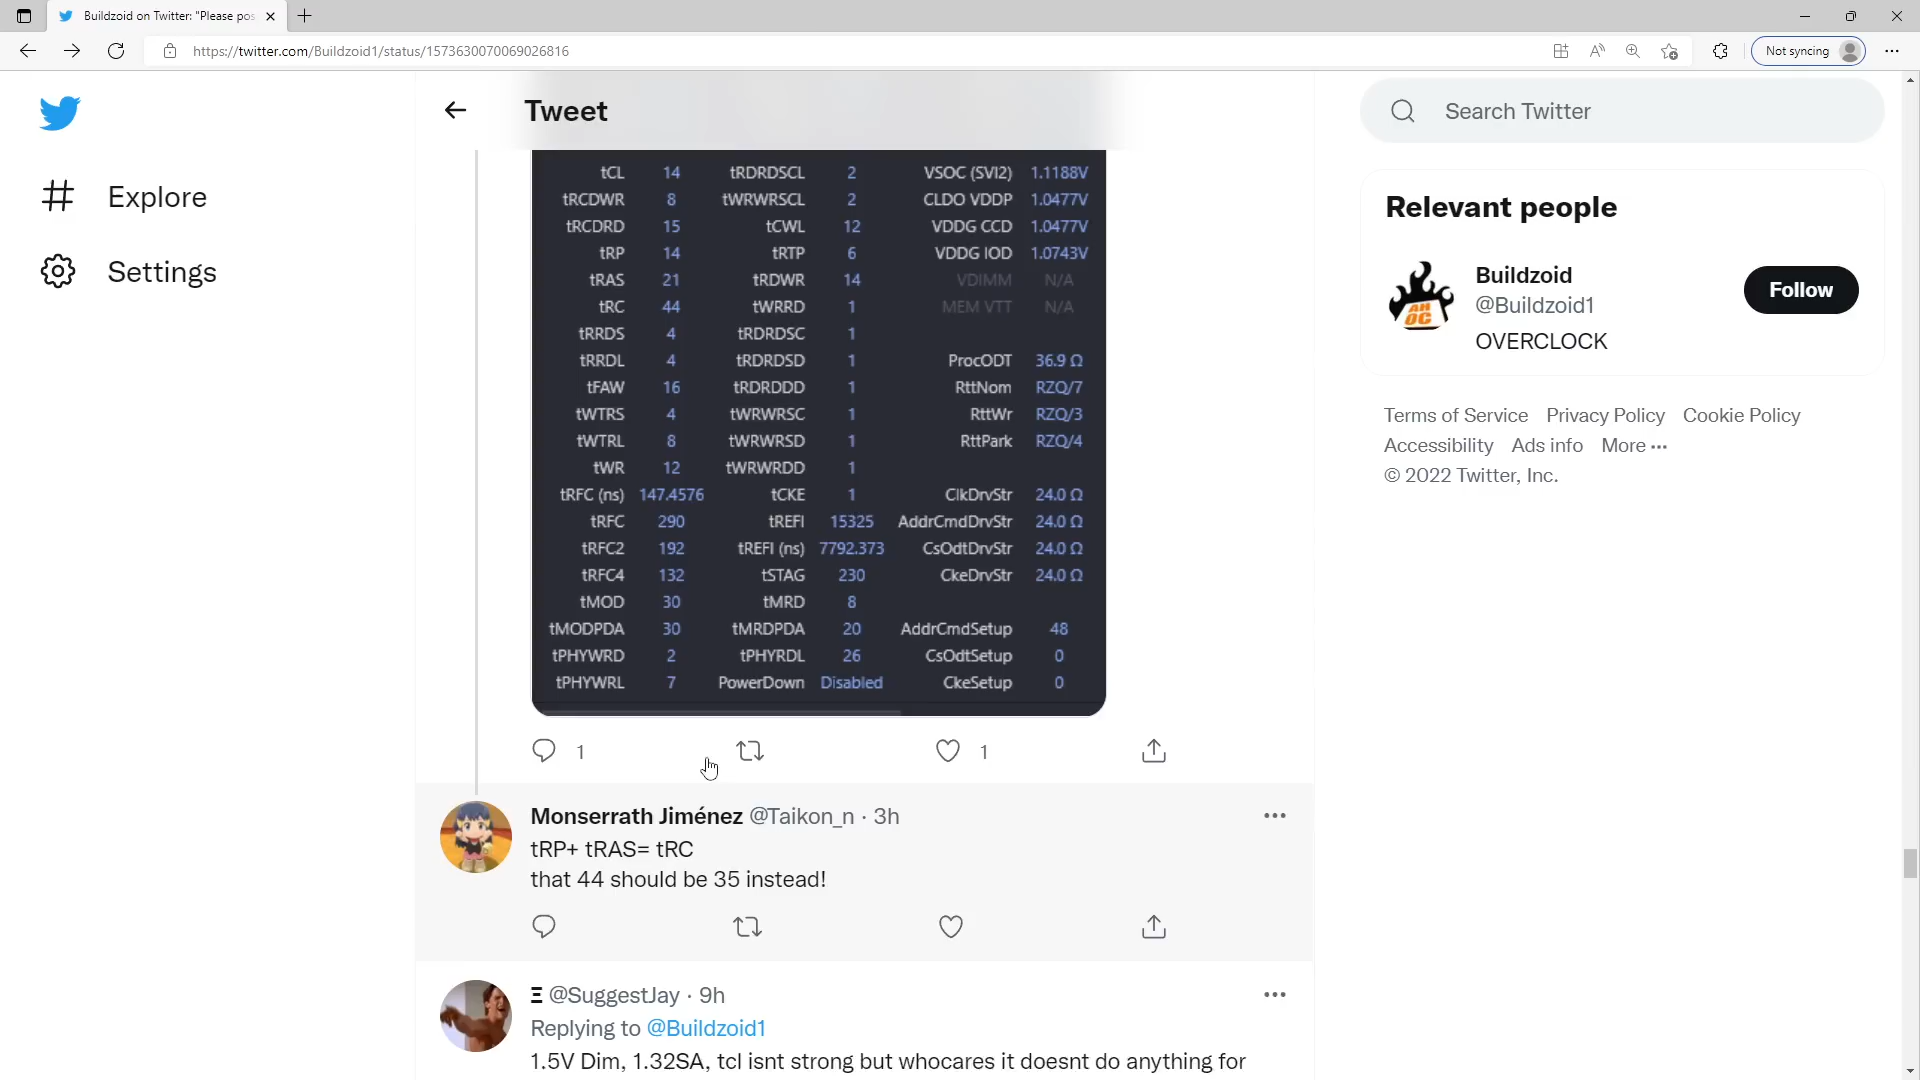 Buildzoid on Twitter: "Please pos
https://twitter.com/Buildzoid1/status/1573630070069026816
Not syncing
Explore
Settings
Tweet
tCL 14 tRDRDSCL 2 VSOC (SVI2) 1.1188V
tRCDWR 8 tWRWRSCL 2 CLDO VDDP 1.0477V
tRCDRD 15 tCWL 12 VDDG CCD 1.0477V
tRP 14 tRTP 6 VDDG IOD 1.0743V
tRAS 21 tRDWR 14 VDIMM N/A
tRC 44 tWRRD 1 MEM VTT N/A
tRRDS 4 tRDRDSC 1
tRRDL 4 tRDRDSD 1 ProcODT 36.9 Ω
tFAW 16 tRDRDDD 1 RttNom RZQ/7
tWTRS 4 tWRWRSC 1 RttWr RZQ/3
tWTRL 8 tWRWRSD 1 RttPark RZQ/4
tWR 12 tWRWRDD 1
tRFC (ns) 147.4576 tCKE 1 ClkDrvStr 24.0 Ω
tRFC 290 tREFI 15325 AddrCmdDrvStr 24.0 Ω
tRFC2 192 tREFI (ns) 7792.373 CsOdtDrvStr 24.0 Ω
tRFC4 132 tSTAG 230 CkeDrvStr 24.0 Ω
tMOD 30 tMRD 8
tMODPDA 30 tMRDPDA 20 AddrCmdSetup 48
tPHYWRD 2 tPHYRDL 26 CsOdtSetup 0
tPHYWRL 7 PowerDown Disabled CkeSetup 0
1 1
Monserrath Jiménez @Taikon_n · 3h
tRP+ tRAS= tRC
that 44 should be 35 instead!
Ξ @SuggestJay · 9h
Replying to @Buildzoid1
1.5V Dim, 1.32SA, tcl isnt strong but whocares it doesnt do anything for
Search Twitter
Relevant people
Buildzoid
@Buildzoid1
OVERCLOCK
Follow
AH
OC
Terms of Service Privacy Policy Cookie Policy
Accessibility Ads info More ···
© 2022 Twitter, Inc.